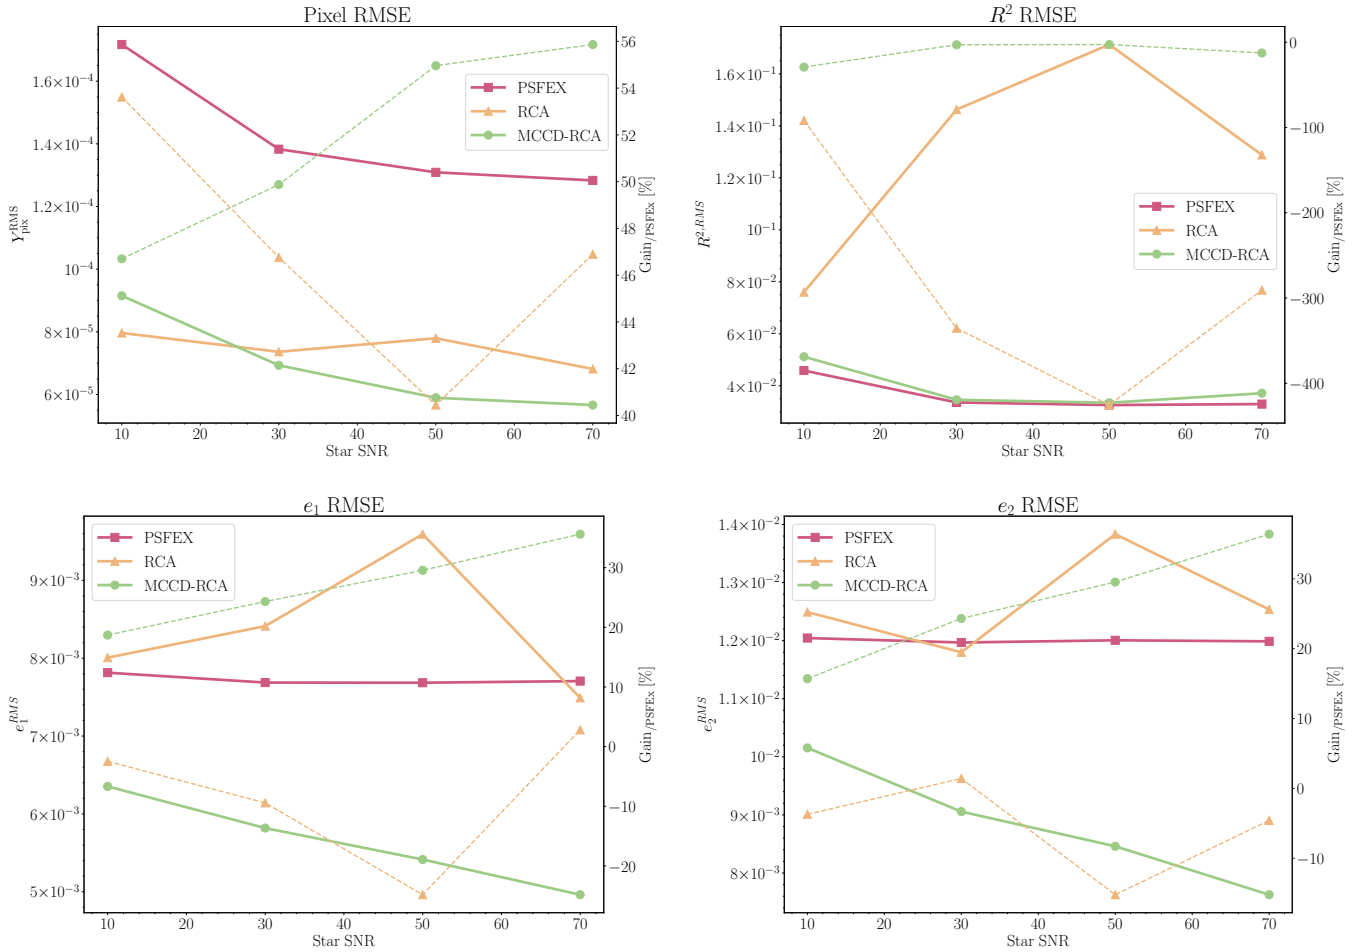 Pixel RMSE
1.6×10⁻⁴
1.4×10⁻⁴
1.2×10⁻⁴
10⁻⁴
8×10⁻⁵
6×10⁻⁵
Y_pix^RMS
56
54
52
50
48
46
44
42
40
Gain/PSFEx [%]
PSFEX
RCA
MCCD-RCA
10 20 30 40 50 60 70
Star SNR
R² RMSE
1.6×10⁻¹
1.4×10⁻¹
1.2×10⁻¹
10⁻¹
8×10⁻²
6×10⁻²
4×10⁻²
R^2,RMS
0
−100
−200
−300
−400
Gain/PSFEx [%]
PSFEX
RCA
MCCD-RCA
10 20 30 40 50 60 70
Star SNR
e₁ RMSE
9×10⁻³
8×10⁻³
7×10⁻³
6×10⁻³
5×10⁻³
e₁^RMS
30
20
10
0
−10
−20
Gain/PSFEx [%]
PSFEX
RCA
MCCD-RCA
10 20 30 40 50 60 70
Star SNR
e₂ RMSE
1.4×10⁻²
1.3×10⁻²
1.2×10⁻²
1.1×10⁻²
10⁻²
9×10⁻³
8×10⁻³
e₂^RMS
30
20
10
0
−10
Gain/PSFEx [%]
PSFEX
RCA
MCCD-RCA
10 20 30 40 50 60 70
Star SNR